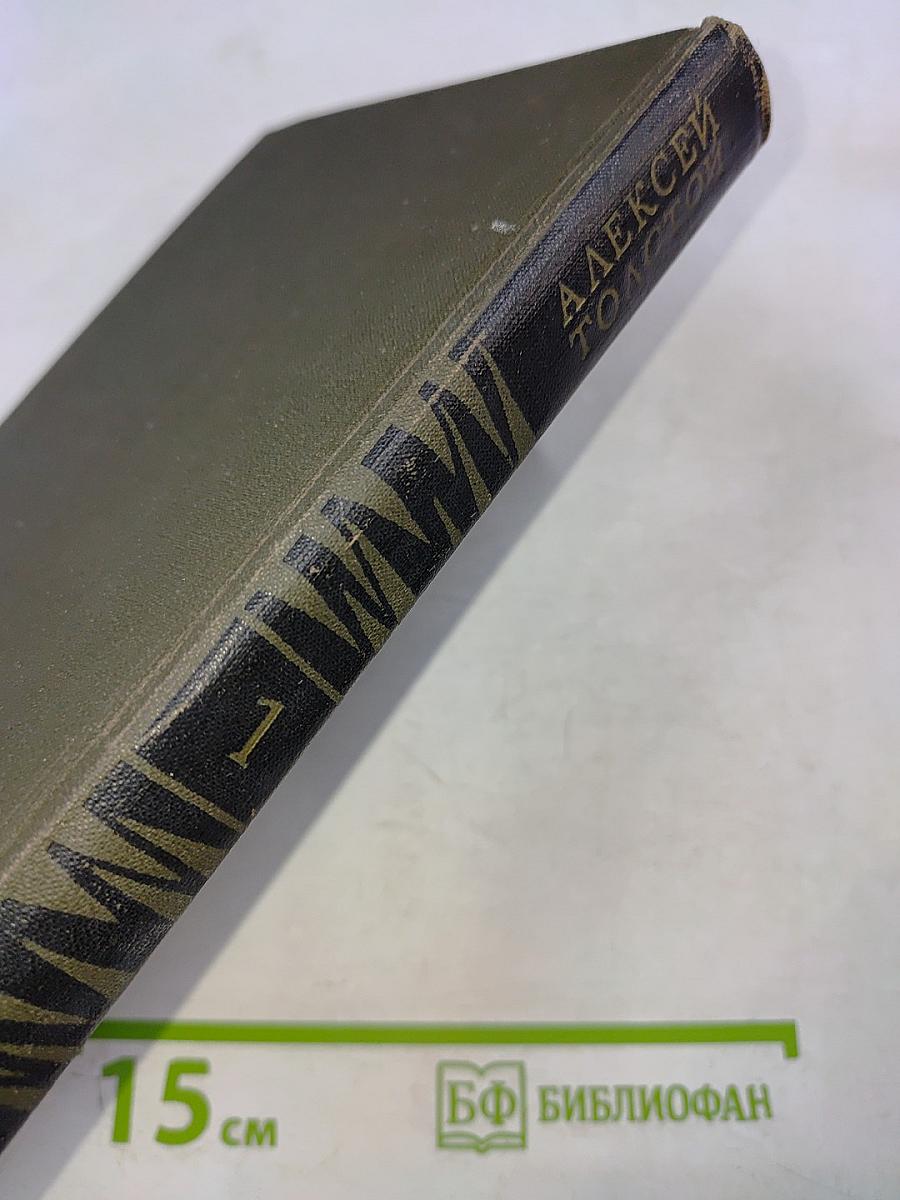 АЛЕКСЕЙ
ТОЛСТОЙ
1
15 см
БФ БИБЛИОФАН